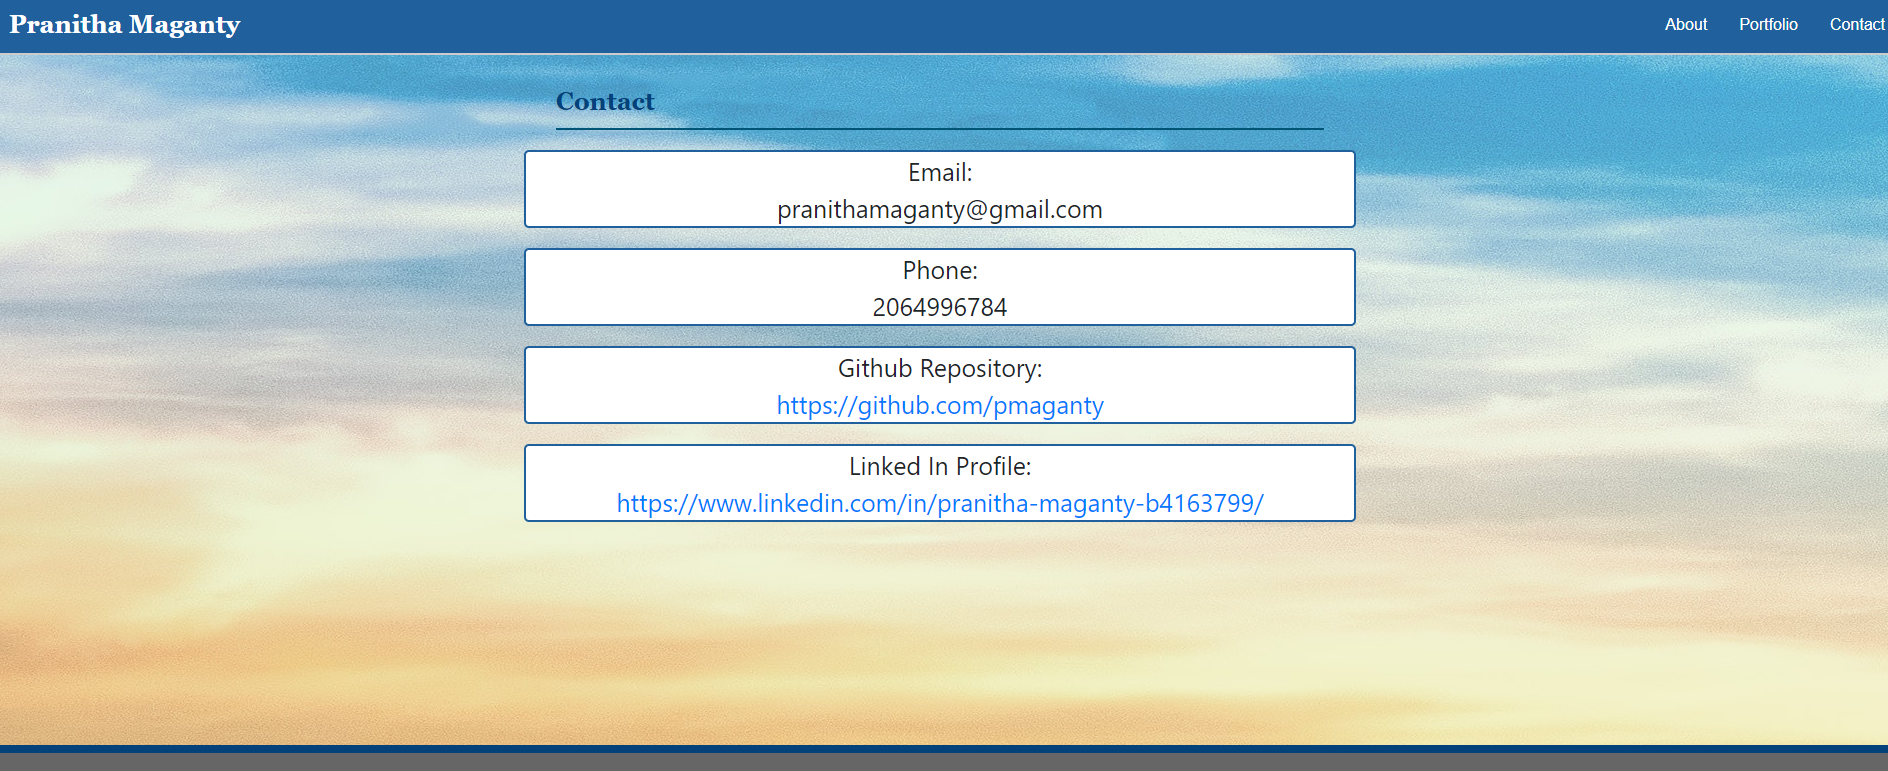 Pranitha Maganty
About Portfolio Contact
Contact
Email:
pranithamaganty@gmail.com
Phone:
2064996784
Github Repository:
https://github.com/pmaganty
Linked In Profile:
https://www.linkedin.com/in/pranitha-maganty-b4163799/